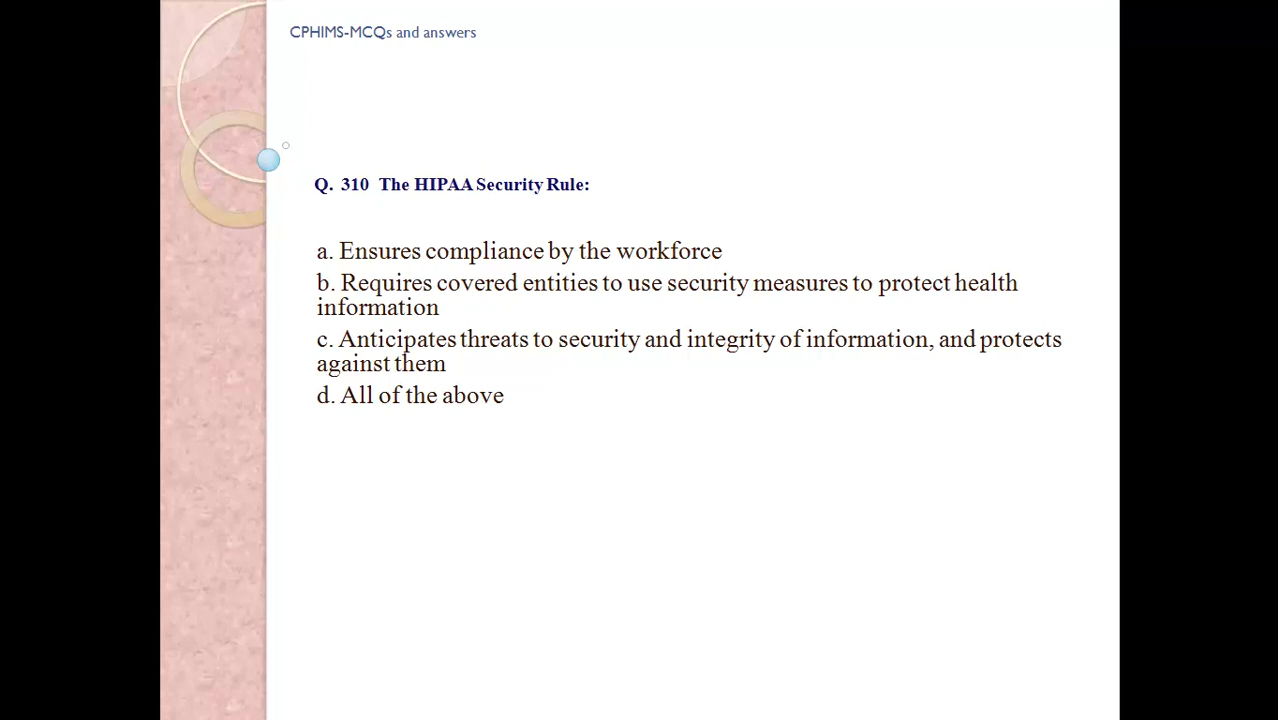 CPHIMS-MCQs and answers
Q. 310 The HIPAA Security Rule:
a. Ensures compliance by the workforce
b. Requires covered entities to use security measures to protect health
information
c. Anticipates threats to security and integrity of information, and protects
against them
d. All of the above